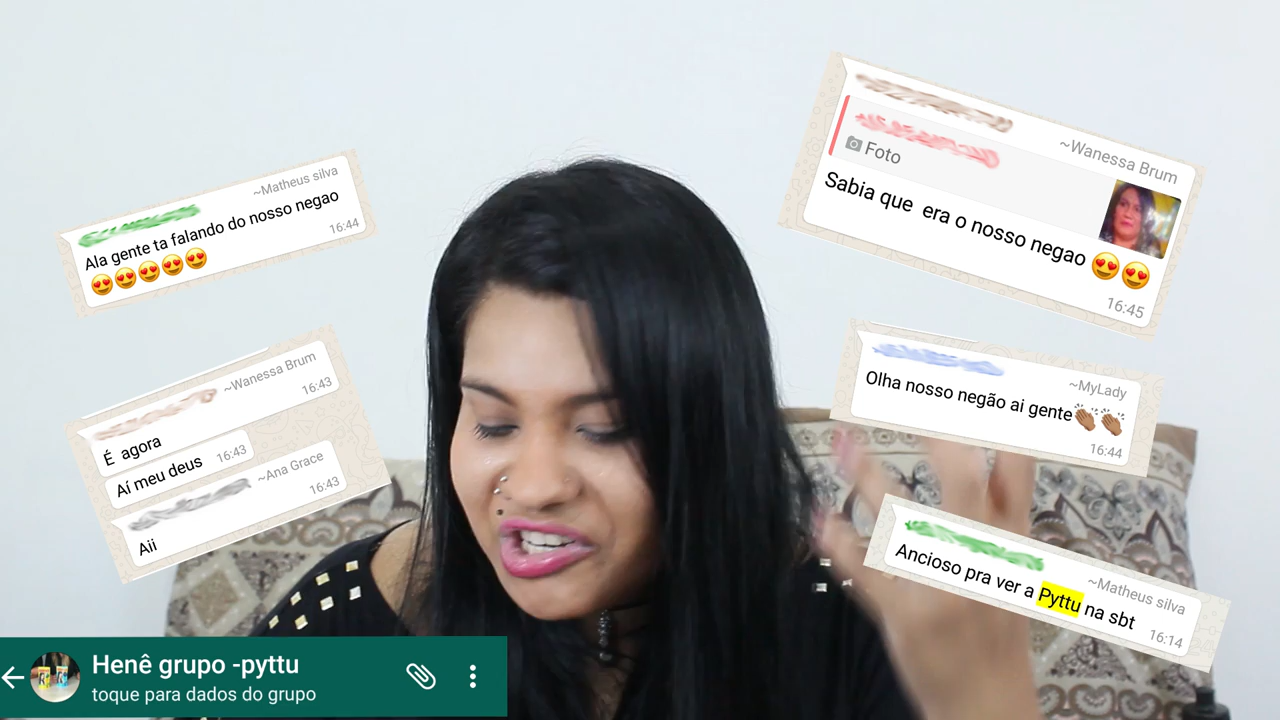 ~Matheus silva
Ala gente ta falando do nosso negao
😍😍😍😍😍
16:44
~Wanessa Brum
É agora
16:43
Aí meu deus
16:43
~Ana Grace
Aii
16:43
~Wanessa Brum
Foto
Sabia que era o nosso negao 😍😍
16:45
~MyLady
Olha nosso negão ai gente👏🏾👏🏾
16:44
~Matheus silva
Ancioso pra ver a Pyttu na sbt
16:14
Henê grupo -pyttu
toque para dados do grupo